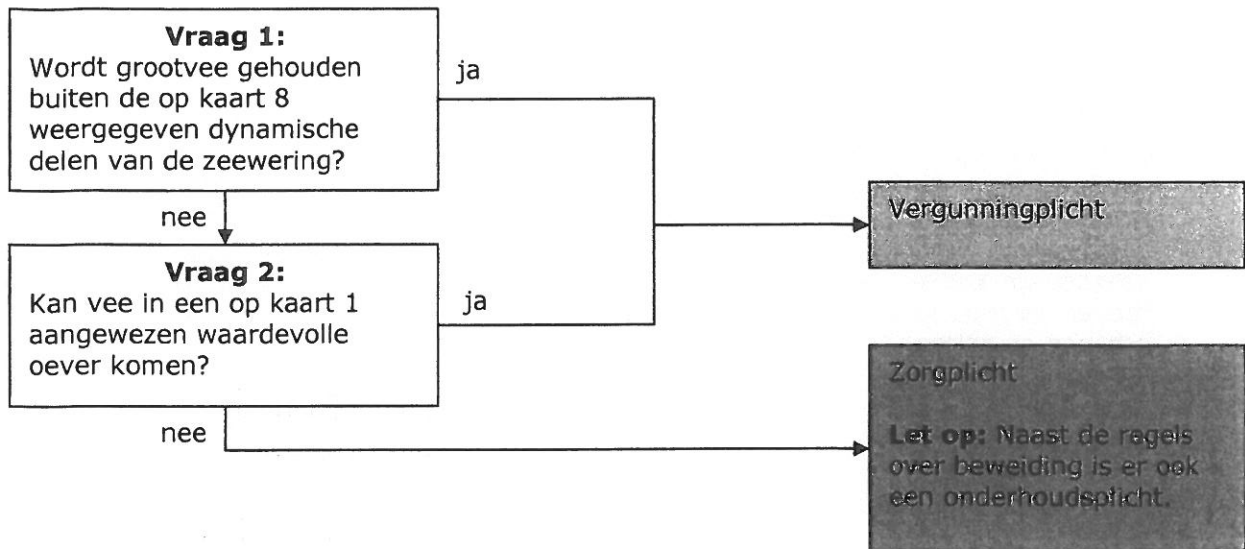 Vraag 1:
Wordt grootvee gehouden
buiten de op kaart 8
weergegeven dynamische
delen van de zeewering?
ja
nee
Vraag 2:
Kan vee in een op kaart 1
aangewezen waardevolle
oever komen?
ja
nee
Vergunningplicht
Zorgplicht
Let op: Naast de regels
over beweiding is er ook
een onderhoudsplicht.